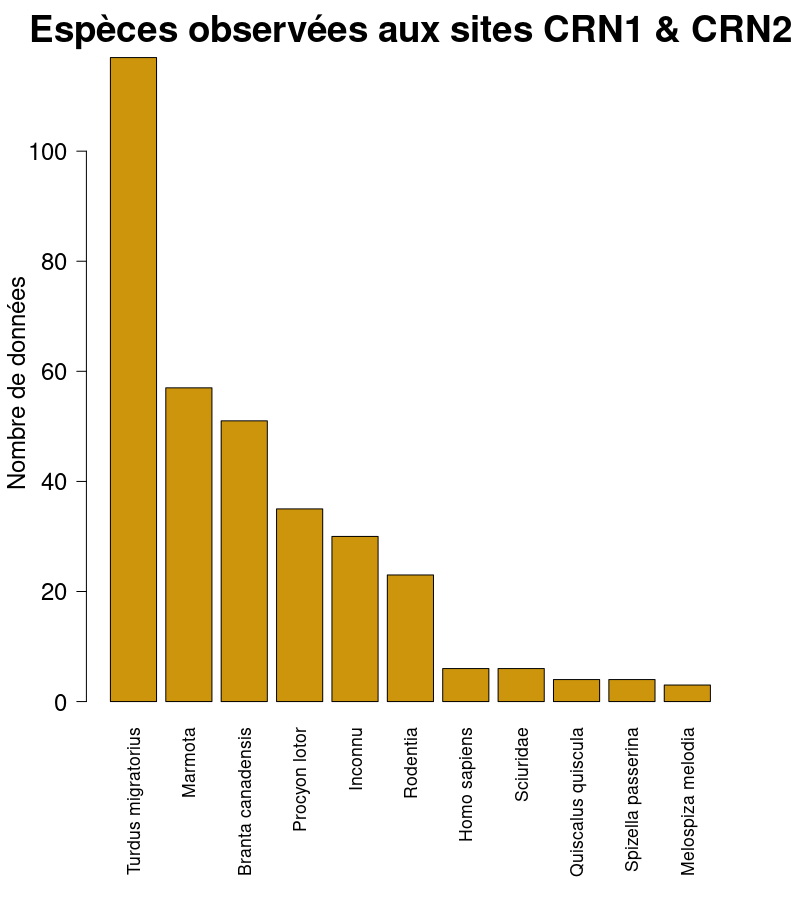 Espèces observées aux sites CRN1 & CRN2
Nombre de données
100
80
60
40
20
0
Turdus migratorius
Marmota
Branta canadensis
Procyon lotor
Inconnu
Rodentia
Homo sapiens
Sciuridae
Quiscalus quiscula
Spizella passerina
Melospiza melodia